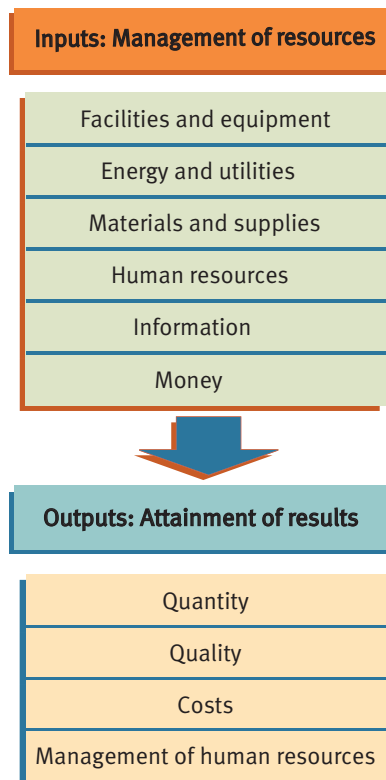 Inputs: Management of resources
Facilities and equipment
Energy and utilities
Materials and supplies
Human resources
Information
Money
Outputs: Attainment of results
Quantity
Quality
Costs
Management of human resources